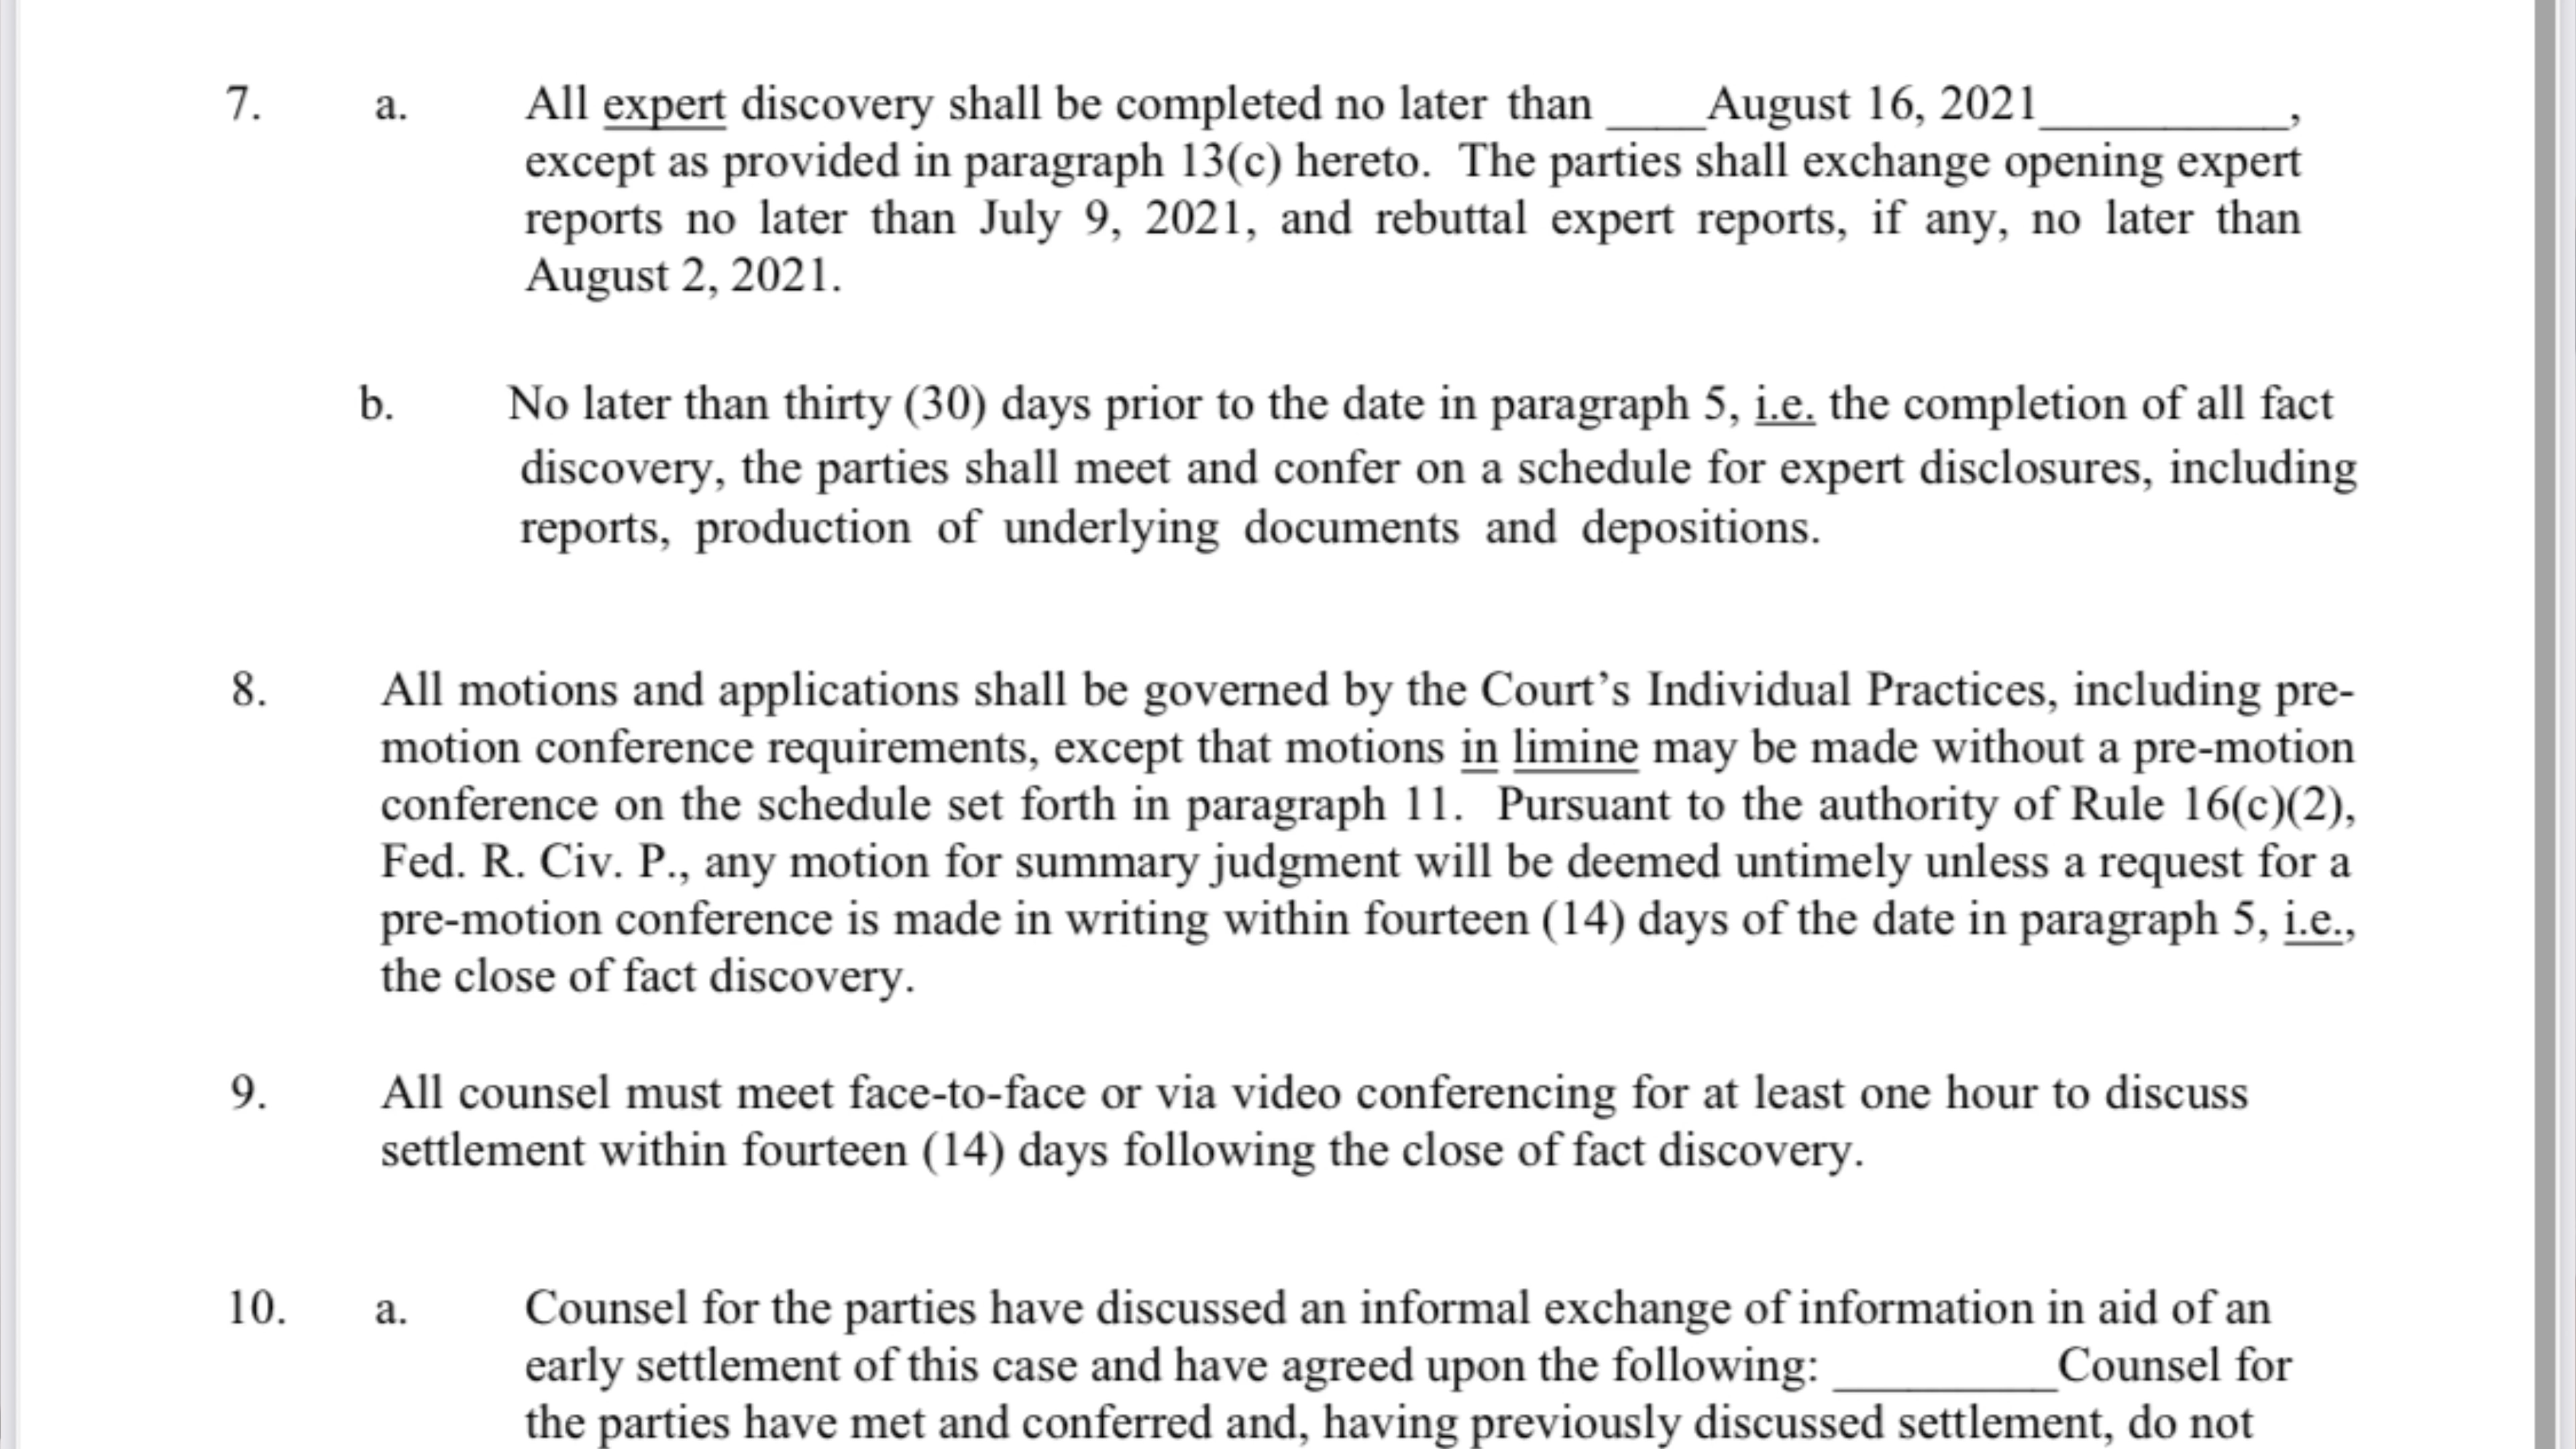 7. a. All expert discovery shall be completed no later than ____August 16, 2021__________,
except as provided in paragraph 13(c) hereto. The parties shall exchange opening expert
reports no later than July 9, 2021, and rebuttal expert reports, if any, no later than
August 2, 2021.
b. No later than thirty (30) days prior to the date in paragraph 5, i.e. the completion of all fact
discovery, the parties shall meet and confer on a schedule for expert disclosures, including
reports, production of underlying documents and depositions.
8. All motions and applications shall be governed by the Court’s Individual Practices, including pre-
motion conference requirements, except that motions in limine may be made without a pre-motion
conference on the schedule set forth in paragraph 11. Pursuant to the authority of Rule 16(c)(2),
Fed. R. Civ. P., any motion for summary judgment will be deemed untimely unless a request for a
pre-motion conference is made in writing within fourteen (14) days of the date in paragraph 5, i.e.,
the close of fact discovery.
9. All counsel must meet face-to-face or via video conferencing for at least one hour to discuss
settlement within fourteen (14) days following the close of fact discovery.
10. a. Counsel for the parties have discussed an informal exchange of information in aid of an
early settlement of this case and have agreed upon the following: _________Counsel for
the parties have met and conferred and, having previously discussed settlement, do not